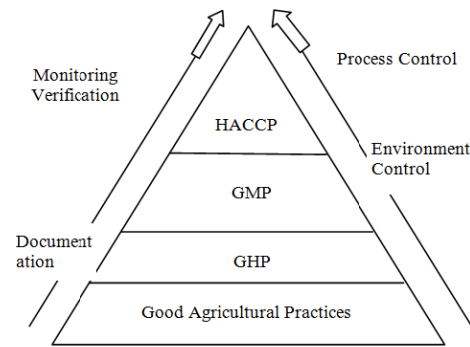 Monitoring
Verification
Process Control
HACCP
Environment
Control
GMP
Document
ation
GHP
Good Agricultural Practices